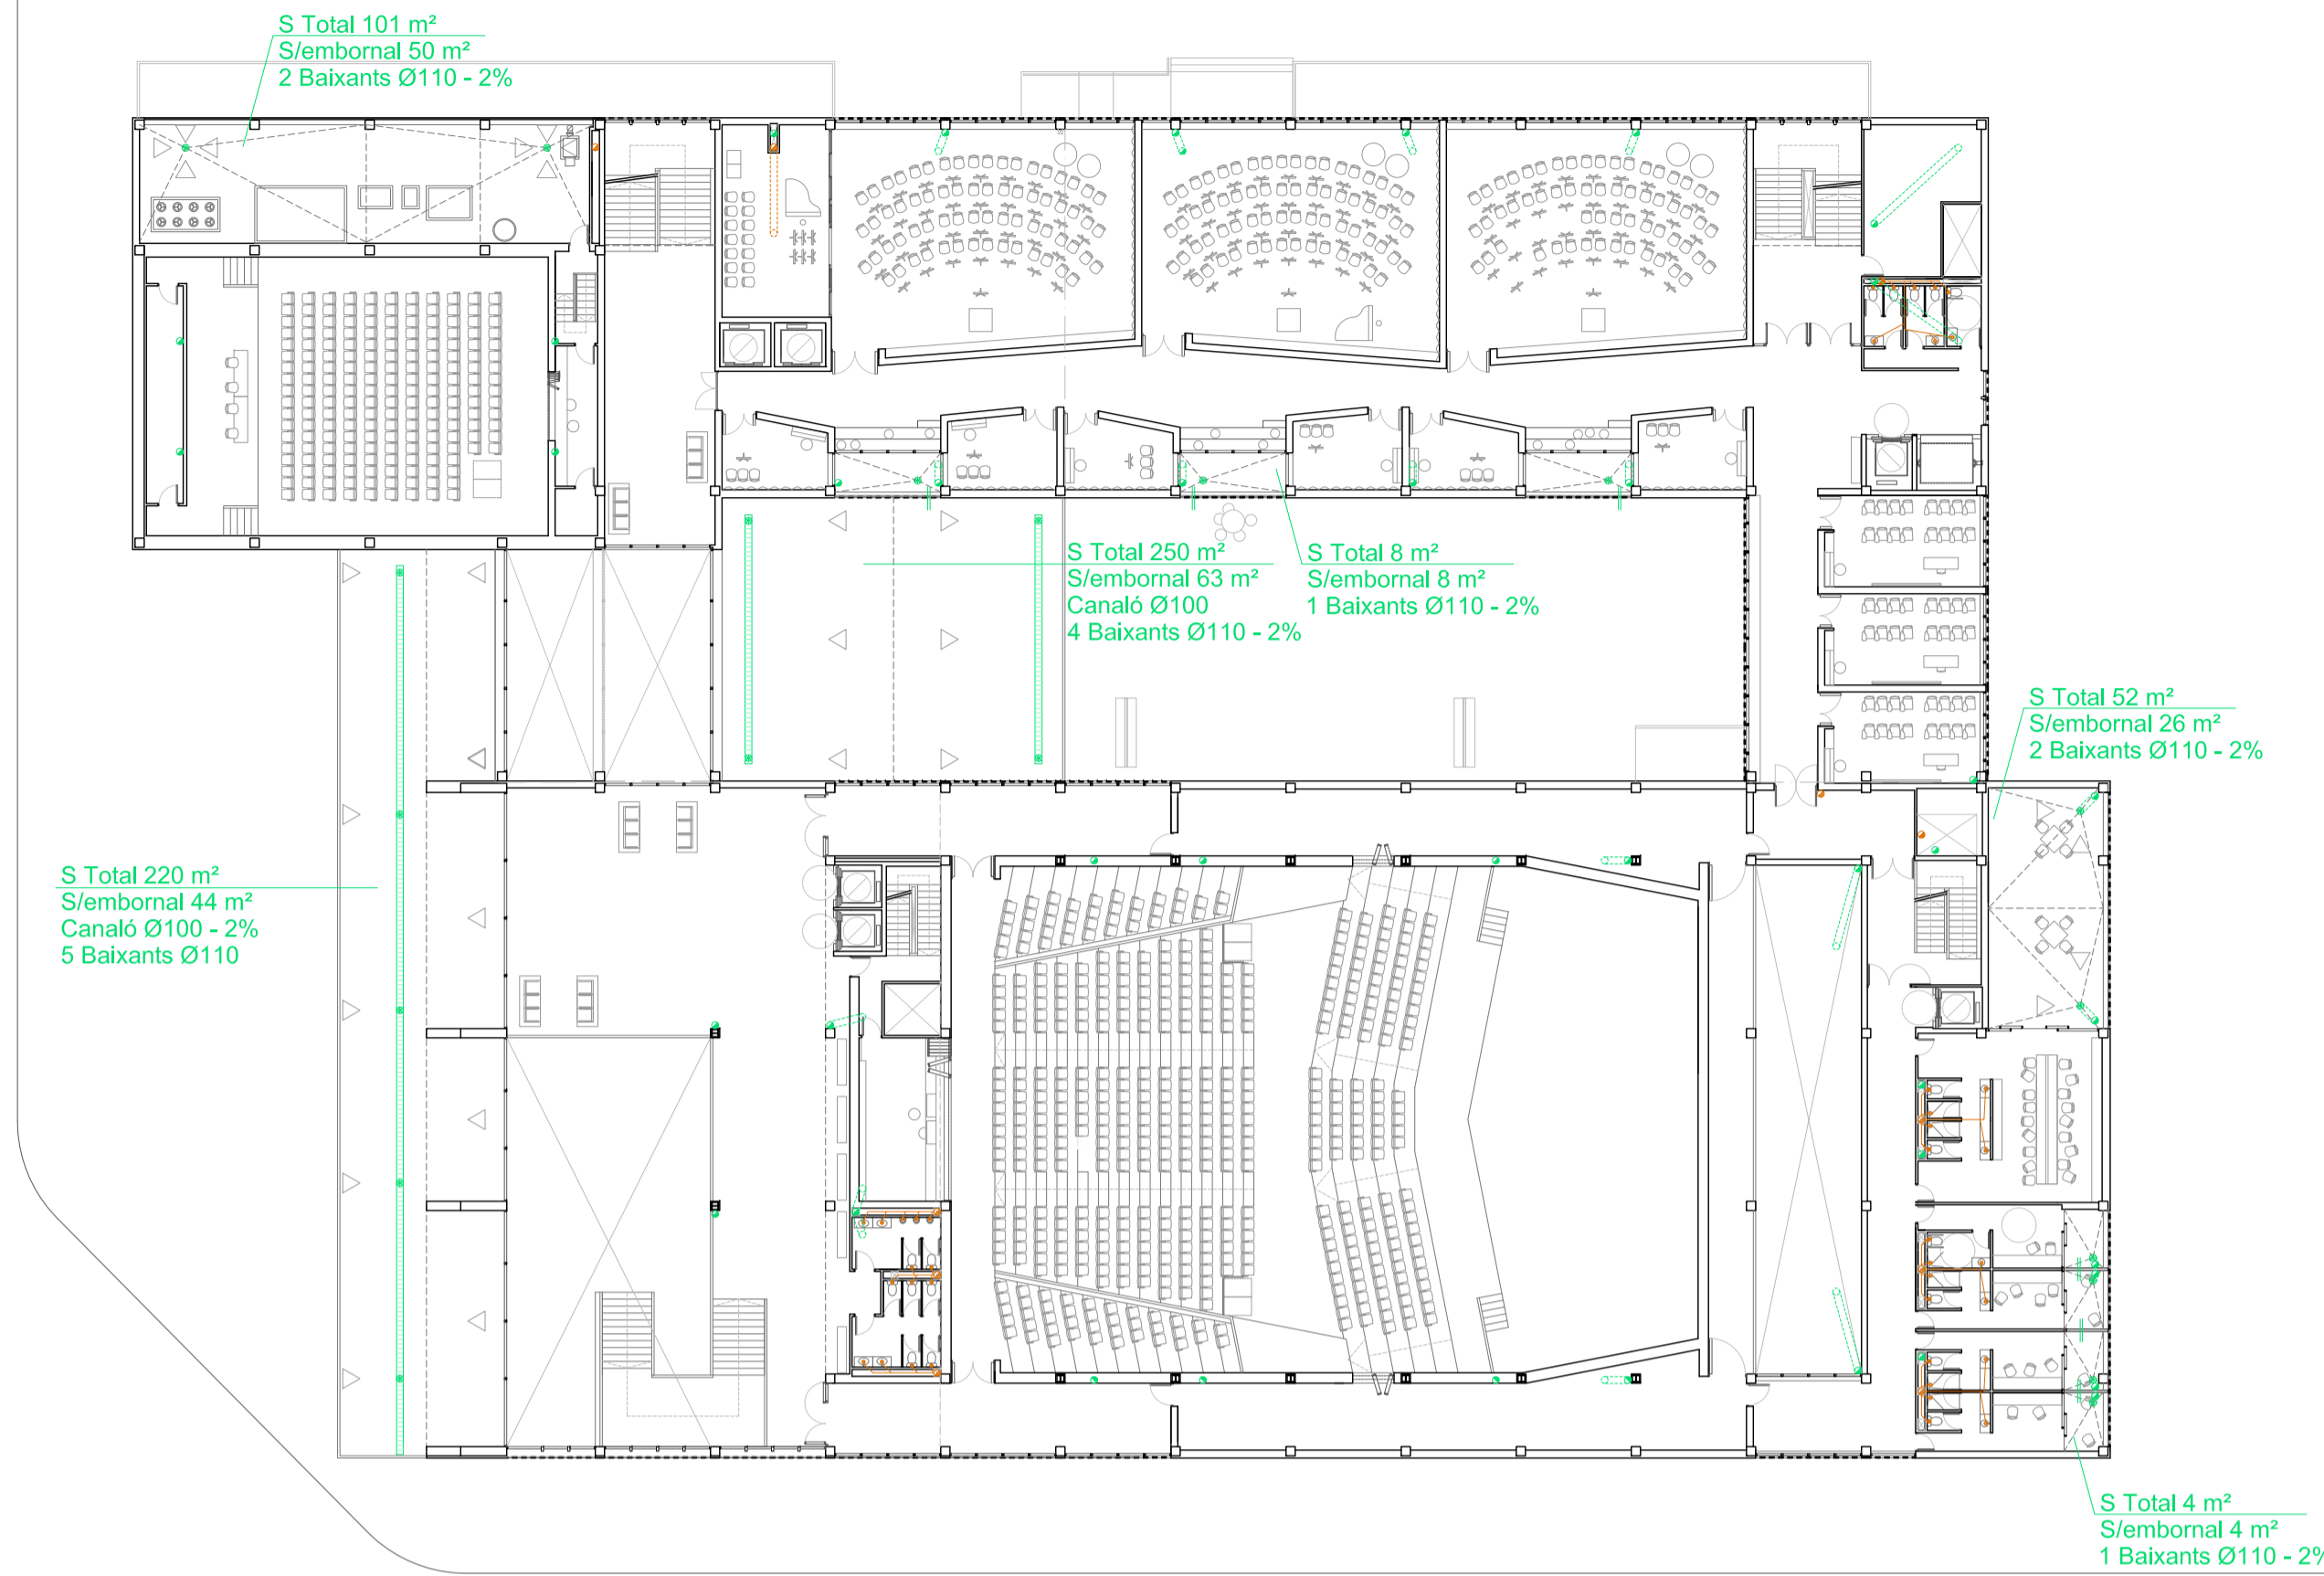 S Total 101 m²
S/embornal 50 m²
2 Baixants Ø110 - 2%
S Total 250 m²
S/embornal 63 m²
Canaló Ø100
4 Baixants Ø110 - 2%
S Total 8 m²
S/embornal 8 m²
1 Baixants Ø110 - 2%
S Total 52 m²
S/embornal 26 m²
2 Baixants Ø110 - 2%
S Total 220 m²
S/embornal 44 m²
Canaló Ø100 - 2%
5 Baixants Ø110
S Total 4 m²
S/embornal 4 m²
1 Baixants Ø110 - 2%